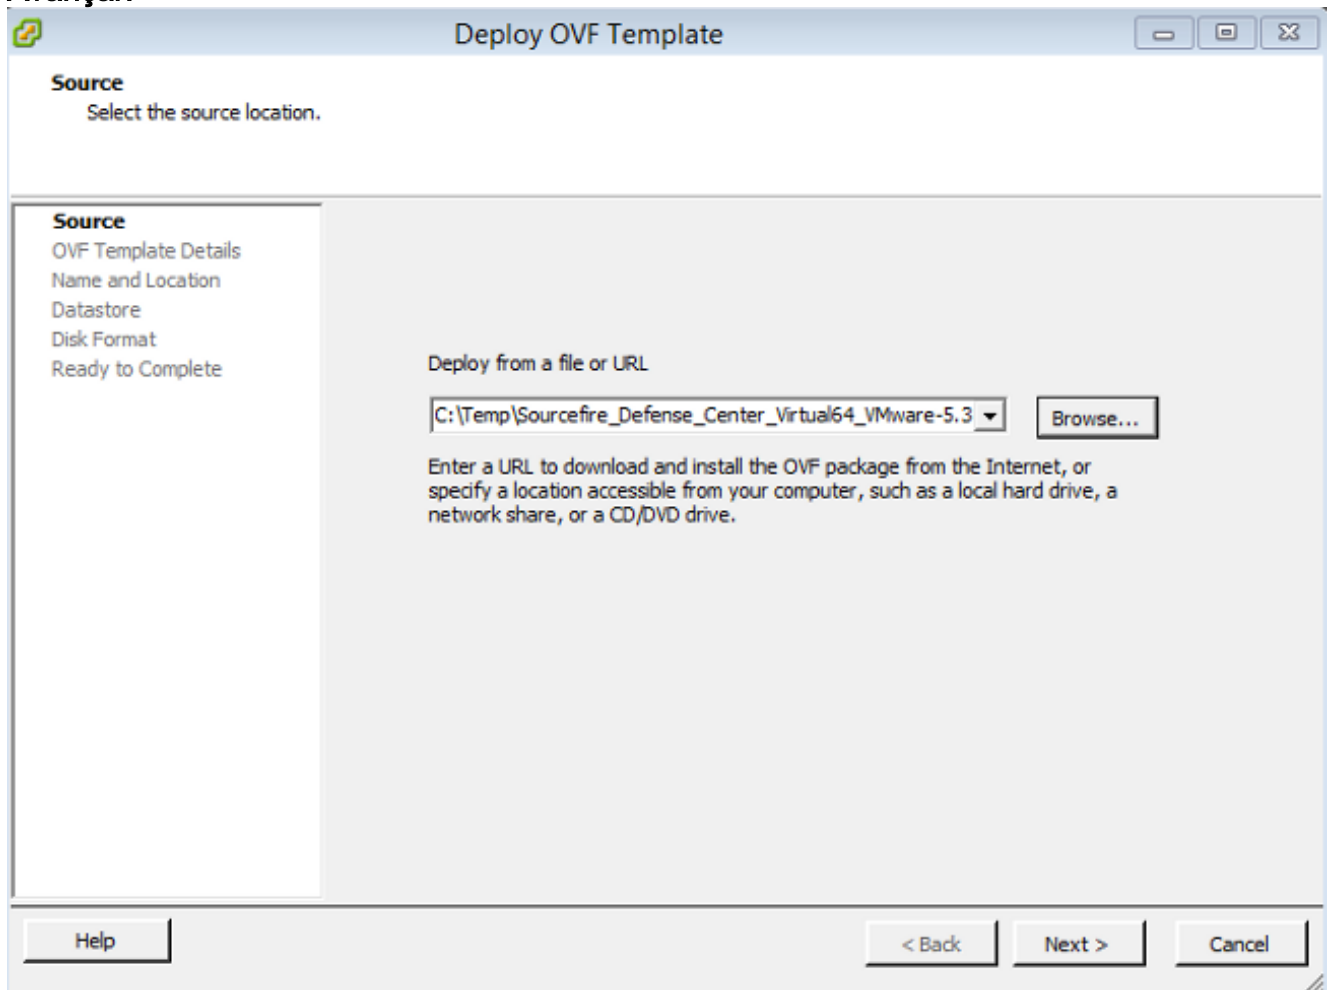 Deploy OVF Template
Source
Select the source location.
Source
OVF Template Details
Name and Location
Datastore
Disk Format
Ready to Complete
Deploy from a file or URL
C:\Temp\Sourcefire_Defense_Center_Virtual64_VMware-5.3
Browse...
Enter a URL to download and install the OVF package from the Internet, or
specify a location accessible from your computer, such as a local hard drive, a
network share, or a CD/DVD drive.
Help
< Back
Next >
Cancel